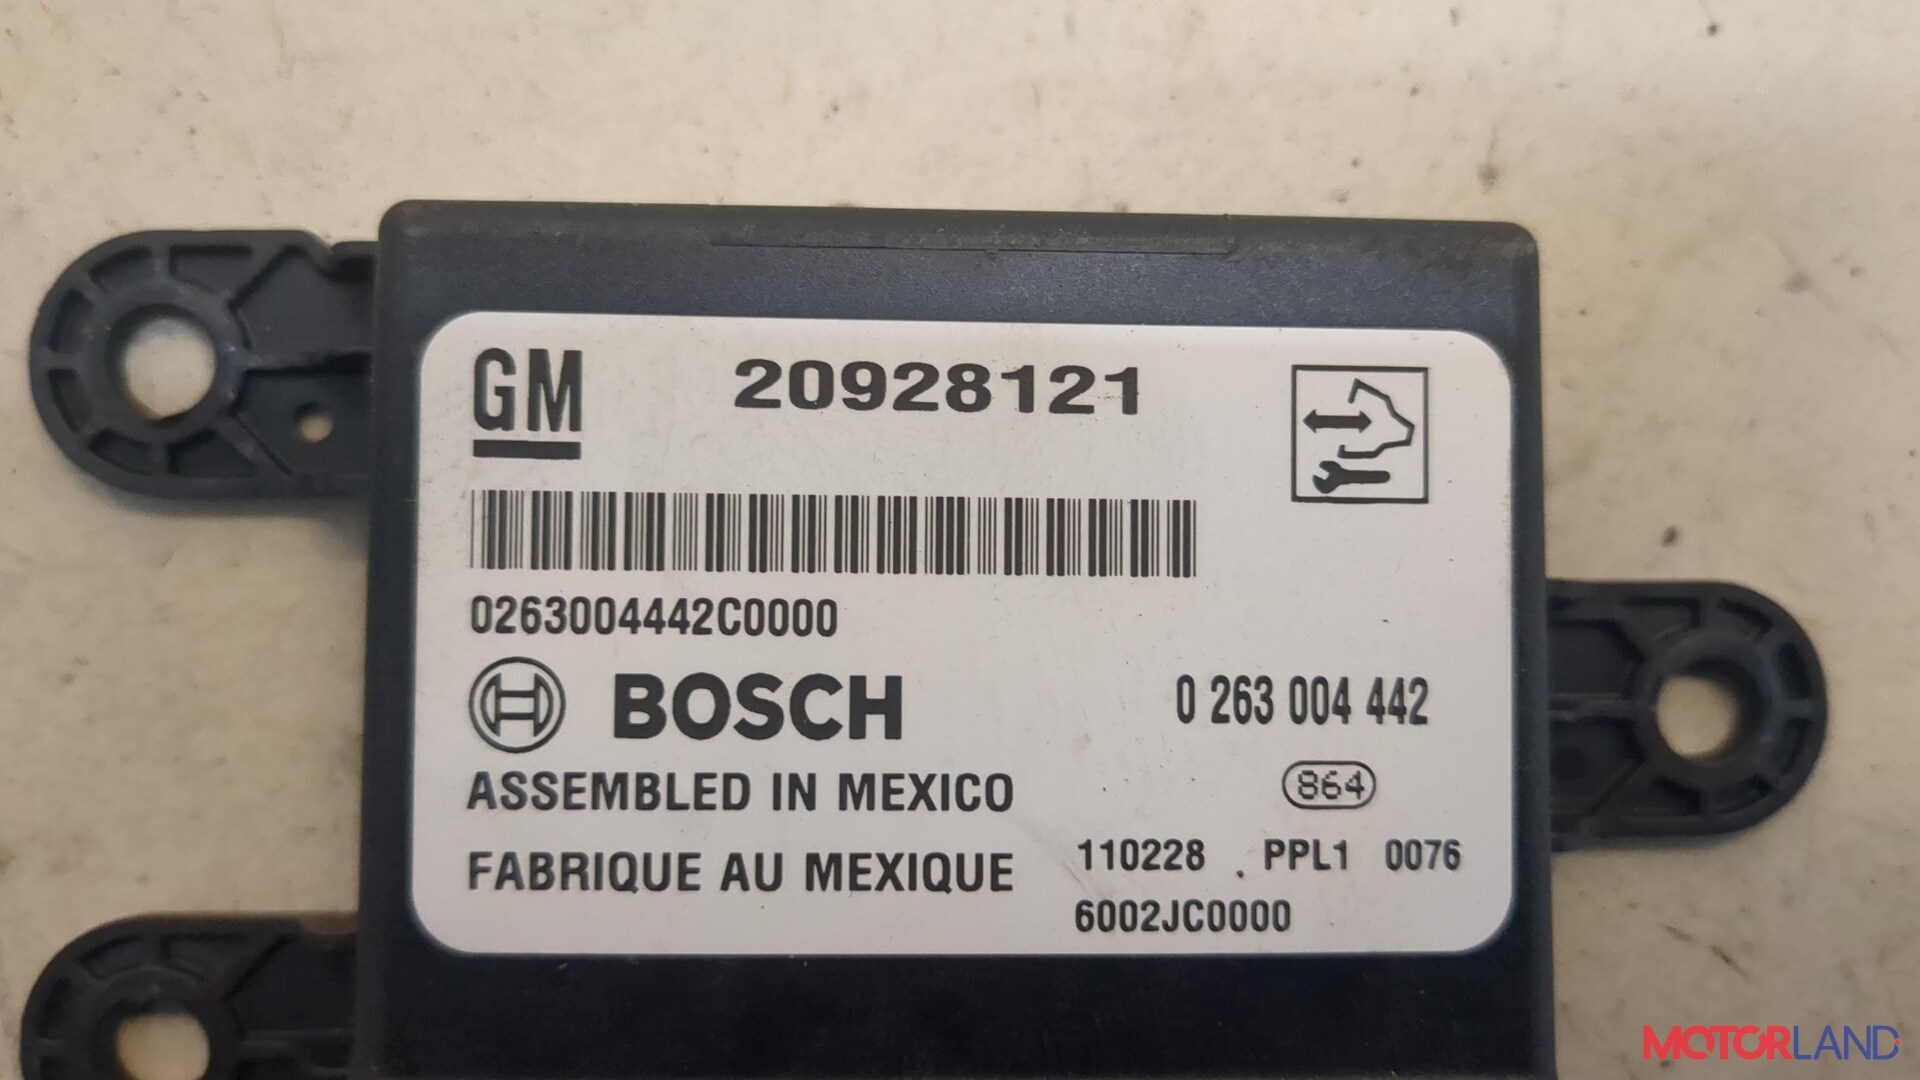 GM 20928121
0263004442C0000
BOSCH 0 263 004 442
ASSEMBLED IN MEXICO 864
FABRIQUE AU MEXIQUE 110228 PPL1 0076
6002JC0000
MOTORLAND